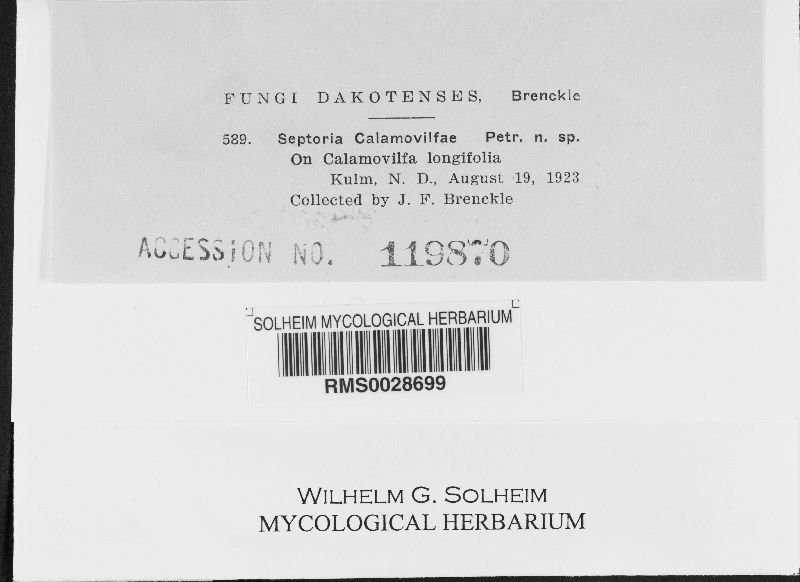 FUNGI DAKOTENSES, Brenckle
589. Septoria Calamovilfae Petr. n. sp.
On Calamovilfa longifolia
Kulm, N. D., August 19, 1923
Collected by J. F. Brenckle
ACCESSION NO. 119870
SOLHEIM MYCOLOGICAL HERBARIUM
RMS0028699
WILHELM G. SOLHEIM
MYCOLOGICAL HERBARIUM